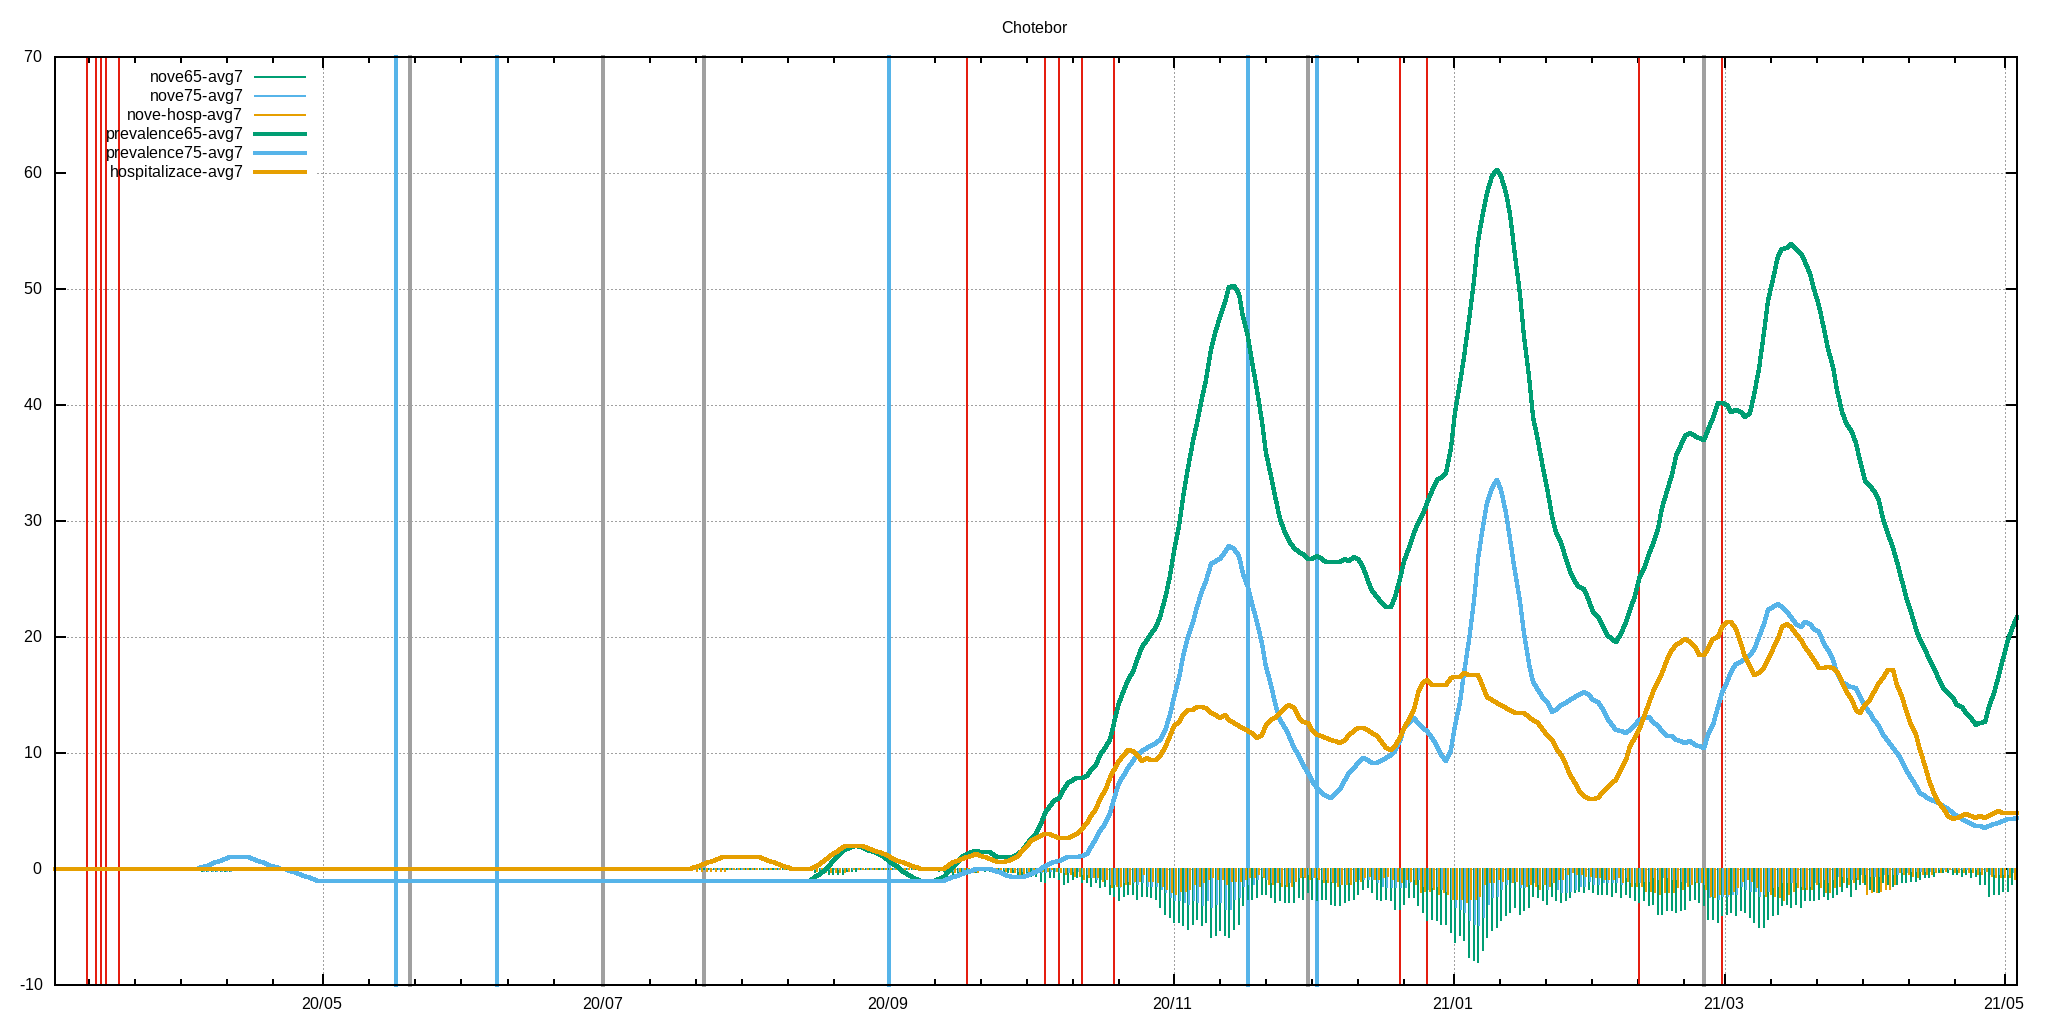 Chotebor
70
60
50
40
30
20
10
0
-10
nove65-avg7
nove75-avg7
nove-hosp-avg7
prevalence65-avg7
prevalence75-avg7
hospitalizace-avg7
20/05 20/07 20/09 20/11 21/01 21/03 21/05